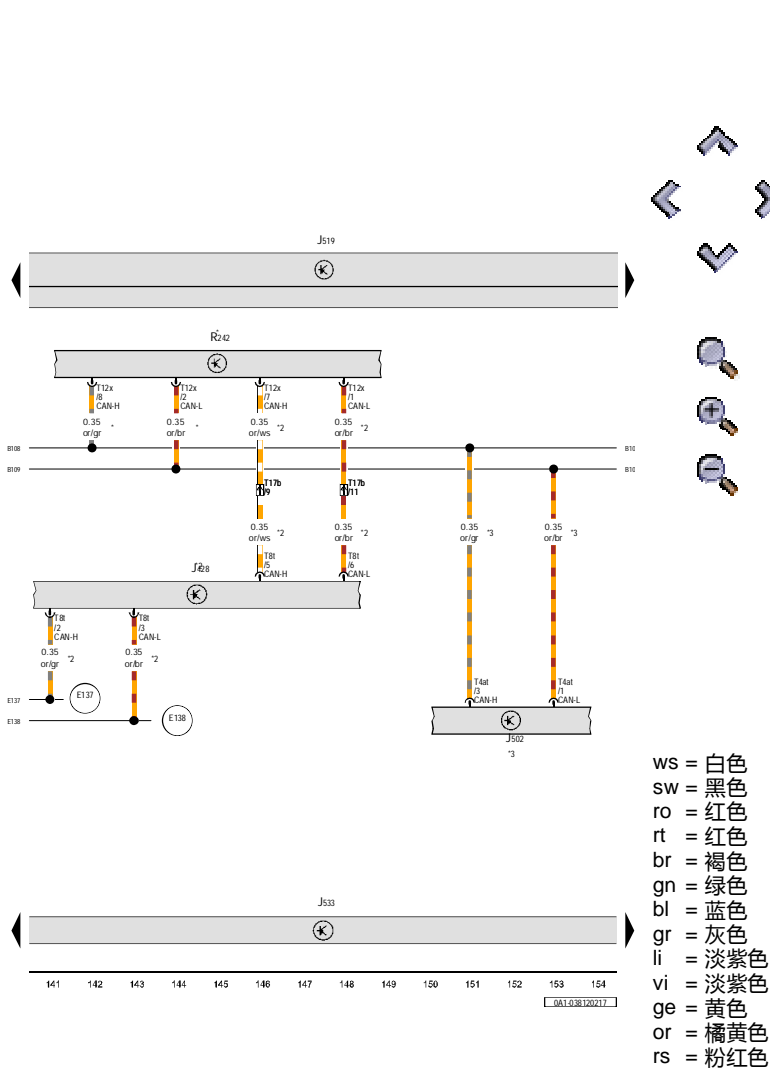 J519
R242 *
T12x T12x T12x T12x
/8 /2 /7 /1
CAN-H CAN-L CAN-H CAN-L
0.35 * 0.35 * 0.35 *2 0.35 *2
or/gr or/br or/ws or/br
B108
B109
T17b T17b
/9 /11
0.35 *2 0.35 *2 0.35 *3 0.35 *3
or/ws or/br or/gr or/br
T8t T8t
/5 /6
CAN-H CAN-L
J428 *2
T8t T8t
/2 /3
CAN-H CAN-L
0.35 *2 0.35 *2
or/gr or/br
T4at T4at
/3 /1
CAN-H CAN-L
E137 E137
E138 E138
J502
*3
J533
141 142 143 144 145 146 147 148 149 150 151 152 153 154
0A1-038120217
ws = 白色
sw = 黑色
ro = 红色
rt = 红色
br = 褐色
gn = 绿色
bl = 蓝色
gr = 灰色
li = 淡紫色
vi = 淡紫色
ge = 黄色
or = 橘黄色
rs = 粉红色